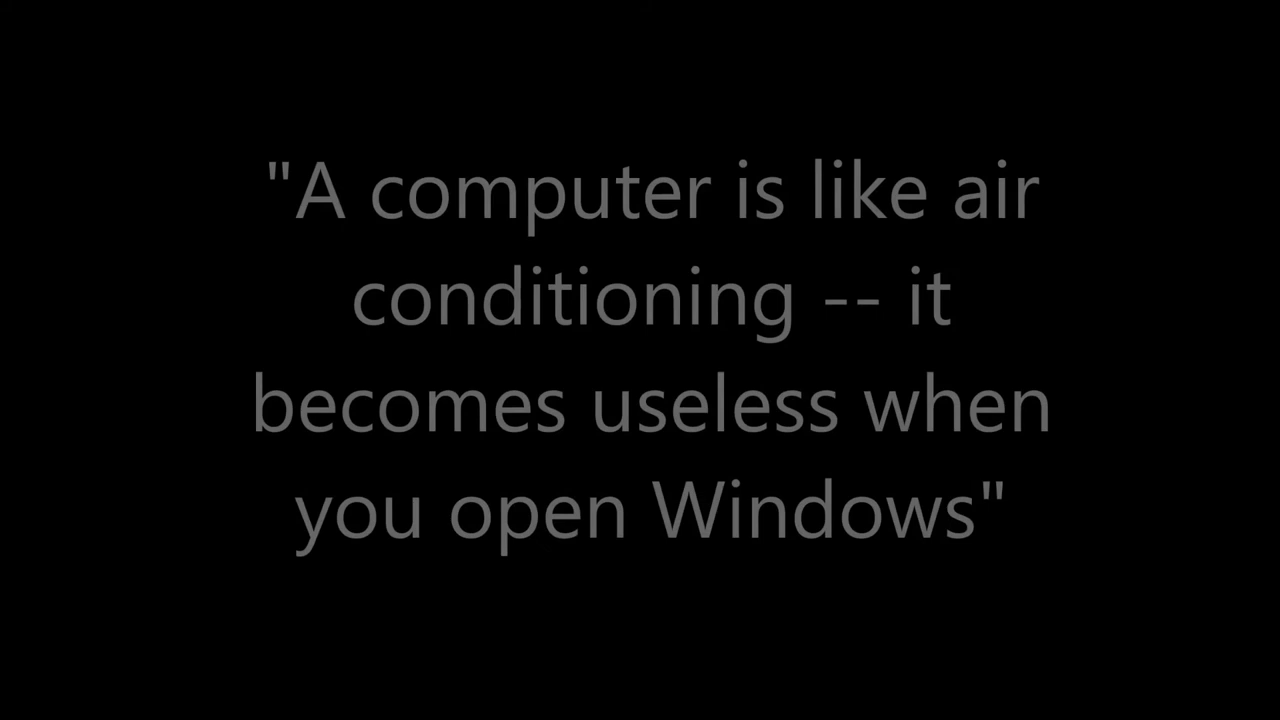 "A computer is like air
conditioning -- it
becomes useless when
you open Windows"